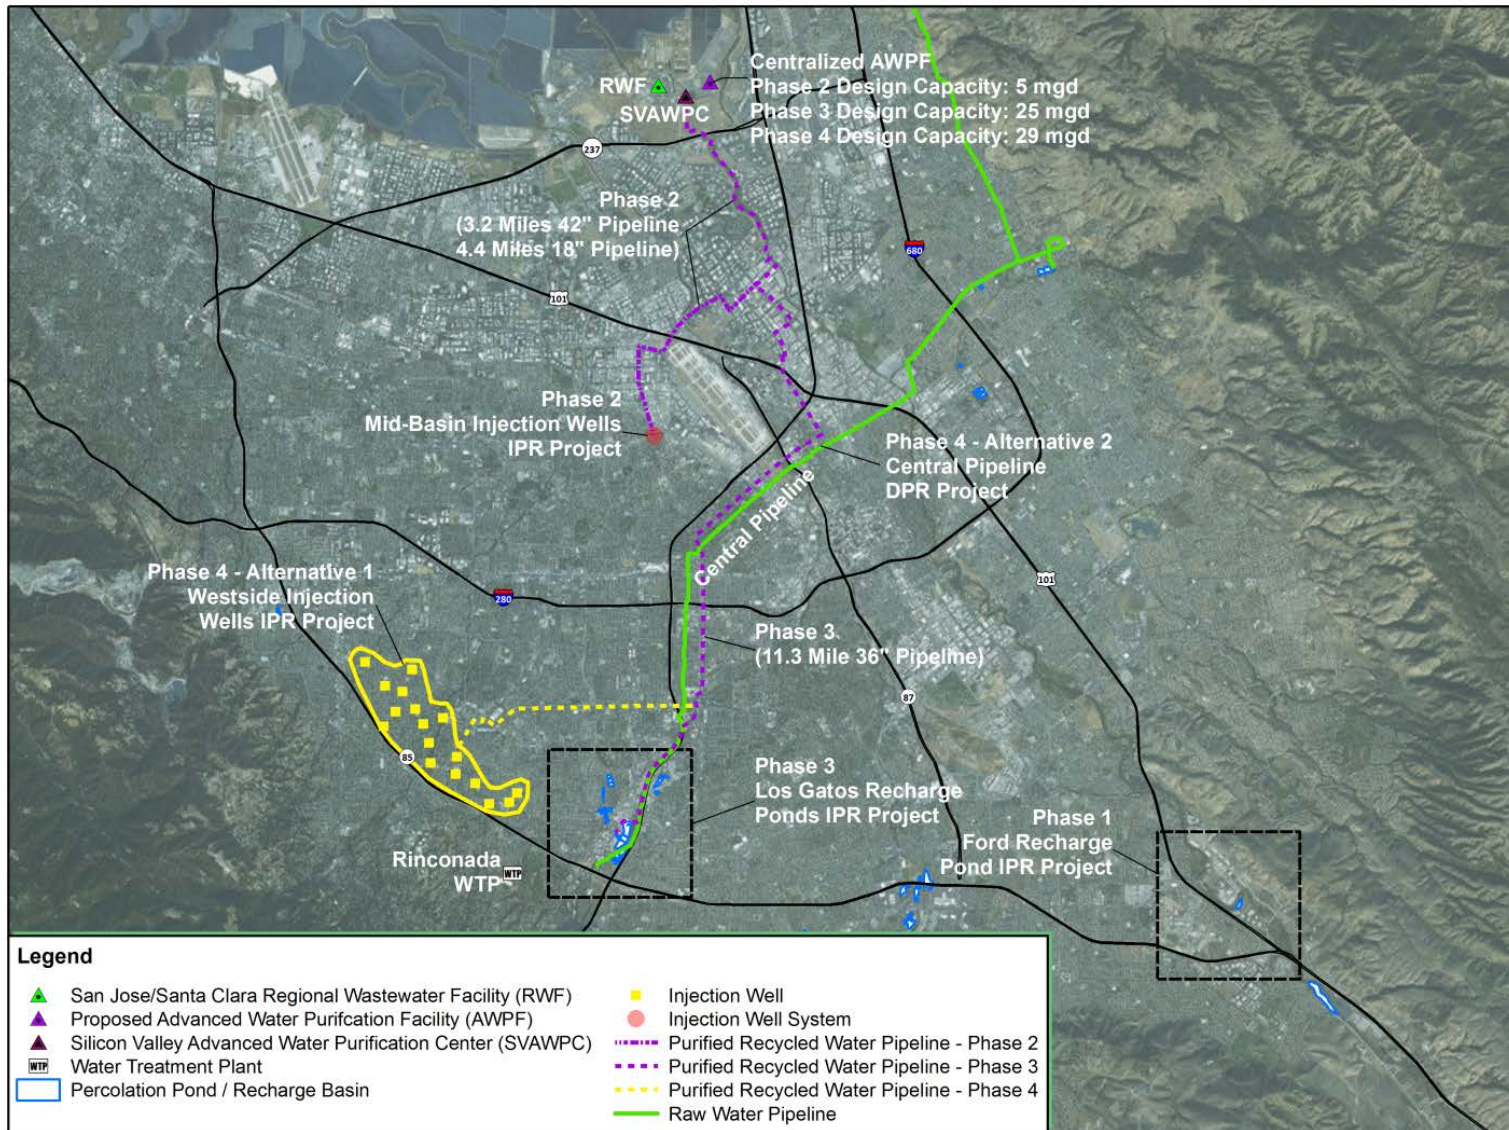 Centralized AWPF
Phase 2 Design Capacity: 5 mgd
Phase 3 Design Capacity: 25 mgd
Phase 4 Design Capacity: 29 mgd
RWF
SVAWPC
237
Phase 2
(3.2 Miles 42" Pipeline
4.4 Miles 18" Pipeline)
680
101
Phase 2
Mid-Basin Injection Wells
IPR Project
Phase 4 - Alternative 2
Central Pipeline
DPR Project
Central Pipeline
Phase 4 - Alternative 1
Westside Injection
Wells IPR Project
280
101
Phase 3
(11.3 Mile 36" Pipeline)
87
85
Phase 3
Los Gatos Recharge
Ponds IPR Project
Phase 1
Ford Recharge
Pond IPR Project
Rinconada
WTP
WTP
Legend
San Jose/Santa Clara Regional Wastewater Facility (RWF)
Proposed Advanced Water Purifcation Facility (AWPF)
Silicon Valley Advanced Water Purification Center (SVAWPC)
WTP Water Treatment Plant
Percolation Pond / Recharge Basin
Injection Well
Injection Well System
Purified Recycled Water Pipeline - Phase 2
Purified Recycled Water Pipeline - Phase 3
Purified Recycled Water Pipeline - Phase 4
Raw Water Pipeline